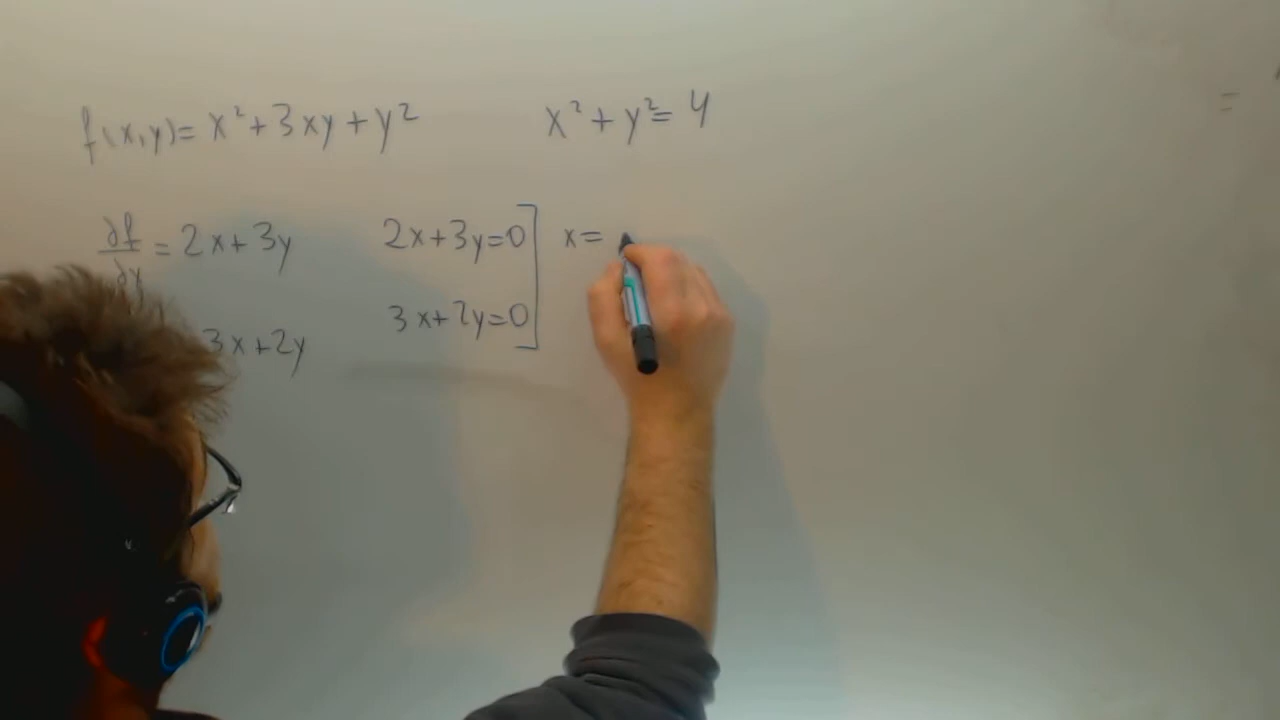 f(x,y)= x²+3xy+y² x²+y²=4
∂f/∂y = 2x+3y 2x+3y=0 x=
3x+2y 3x+2y=0